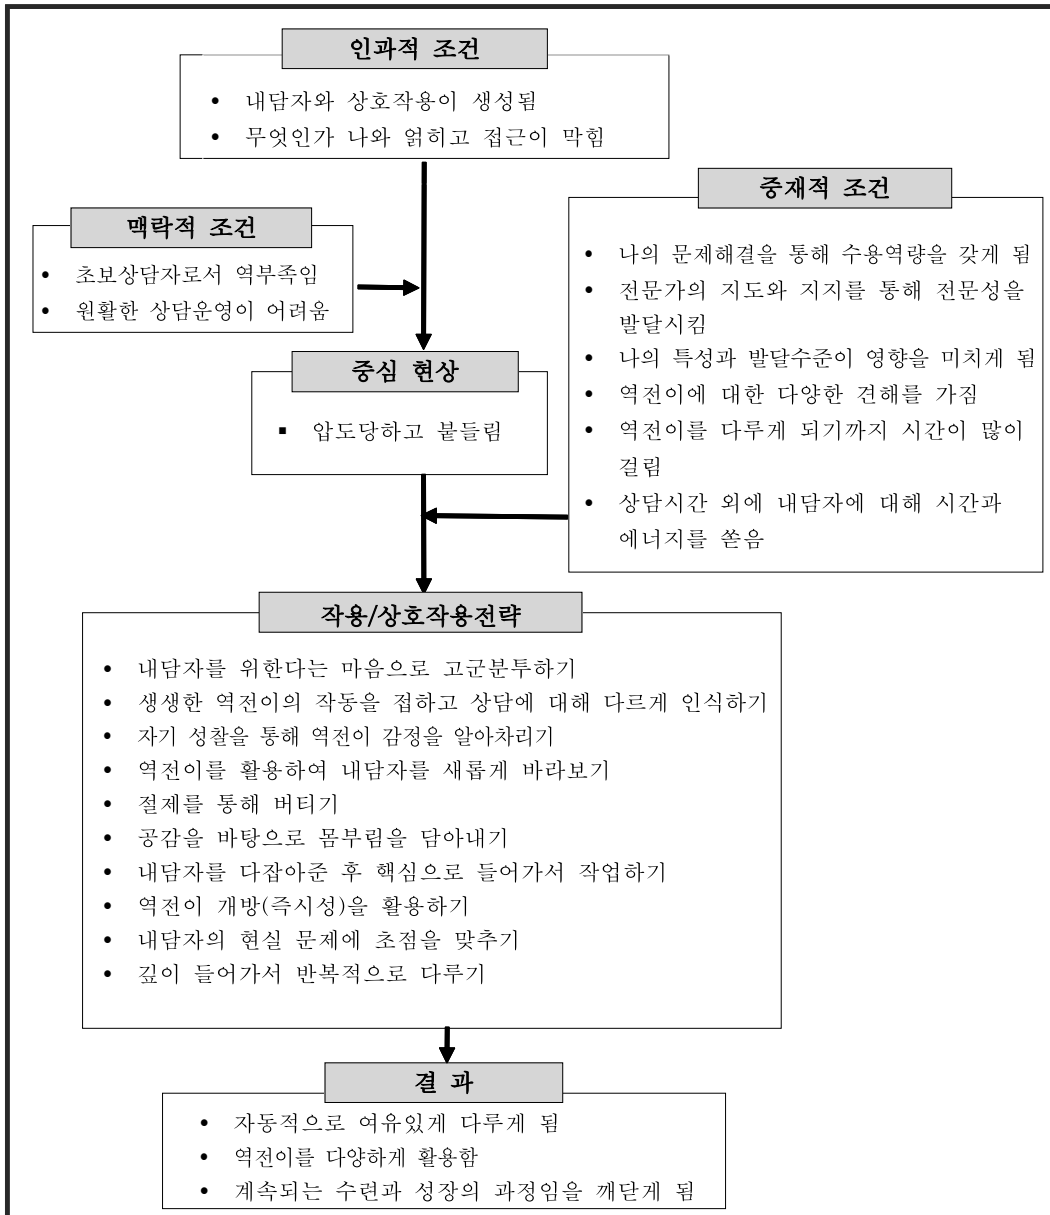 인과적 조건
• 내담자와 상호작용이 생성됨
• 무엇인가 나와 얽히고 접근이 막힘
중재적 조건
• 나의 문제해결을 통해 수용역량을 갖게 됨
• 전문가의 지도와 지지를 통해 전문성을
발달시킴
• 나의 특성과 발달수준이 영향을 미치게 됨
• 역전이에 대한 다양한 견해를 가짐
• 역전이를 다루게 되기까지 시간이 많이
걸림
• 상담시간 외에 내담자에 대해 시간과
에너지를 쏟음
맥락적 조건
• 초보상담자로서 역부족임
• 원활한 상담운영이 어려움
중심 현상
▪ 압도당하고 붙들림
작용/상호작용전략
• 내담자를 위한다는 마음으로 고군분투하기
• 생생한 역전이의 작동을 접하고 상담에 대해 다르게 인식하기
• 자기 성찰을 통해 역전이 감정을 알아차리기
• 역전이를 활용하여 내담자를 새롭게 바라보기
• 절제를 통해 버티기
• 공감을 바탕으로 몸부림을 담아내기
• 내담자를 다잡아준 후 핵심으로 들어가서 작업하기
• 역전이 개방(즉시성)을 활용하기
• 내담자의 현실 문제에 초점을 맞추기
• 깊이 들어가서 반복적으로 다루기
결 과
• 자동적으로 여유있게 다루게 됨
• 역전이를 다양하게 활용함
• 계속되는 수련과 성장의 과정임을 깨닫게 됨